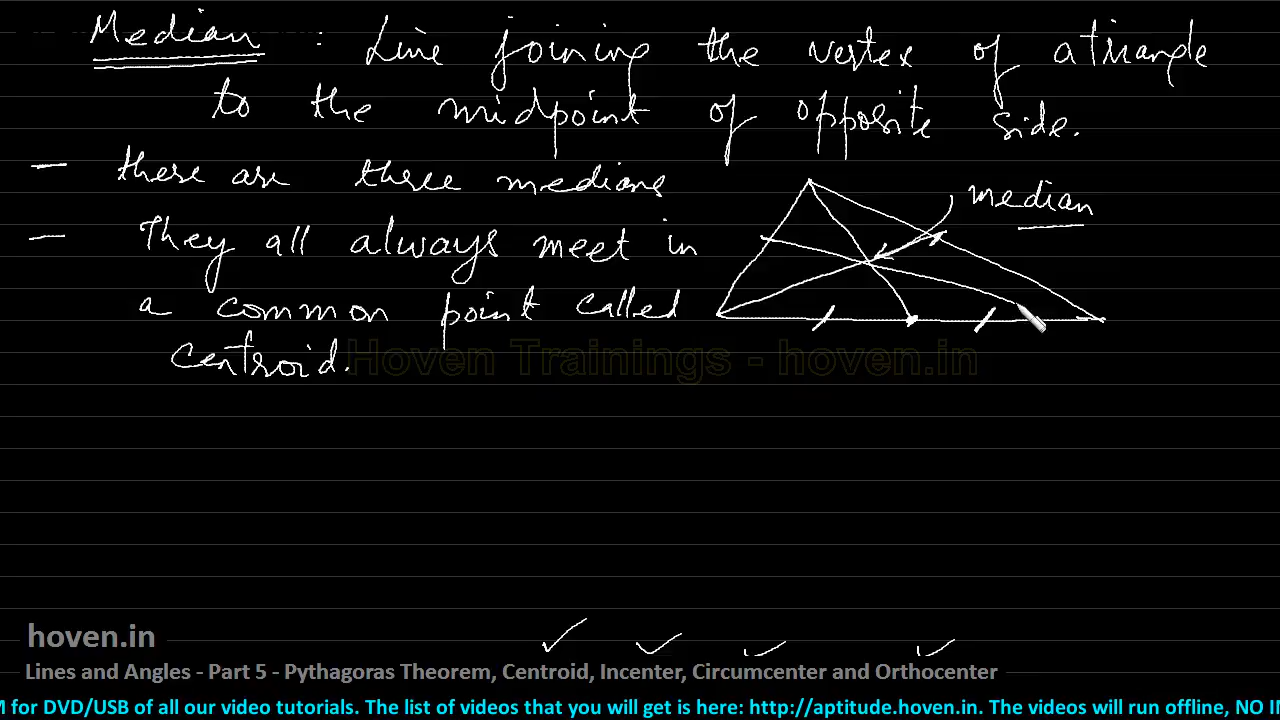 Median : Line joining the vertex of a triangle
to the midpoint of opposite side.
- there are three medians
median
- They all always meet in
a common point called
centroid.
Hoven Trainings - hoven.in
hoven.in
Lines and Angles - Part 5 - Pythagoras Theorem, Centroid, Incenter, Circumcenter and Orthocenter
M for DVD/USB of all our video tutorials. The list of videos that you will get is here: http://aptitude.hoven.in. The videos will run offline, NO